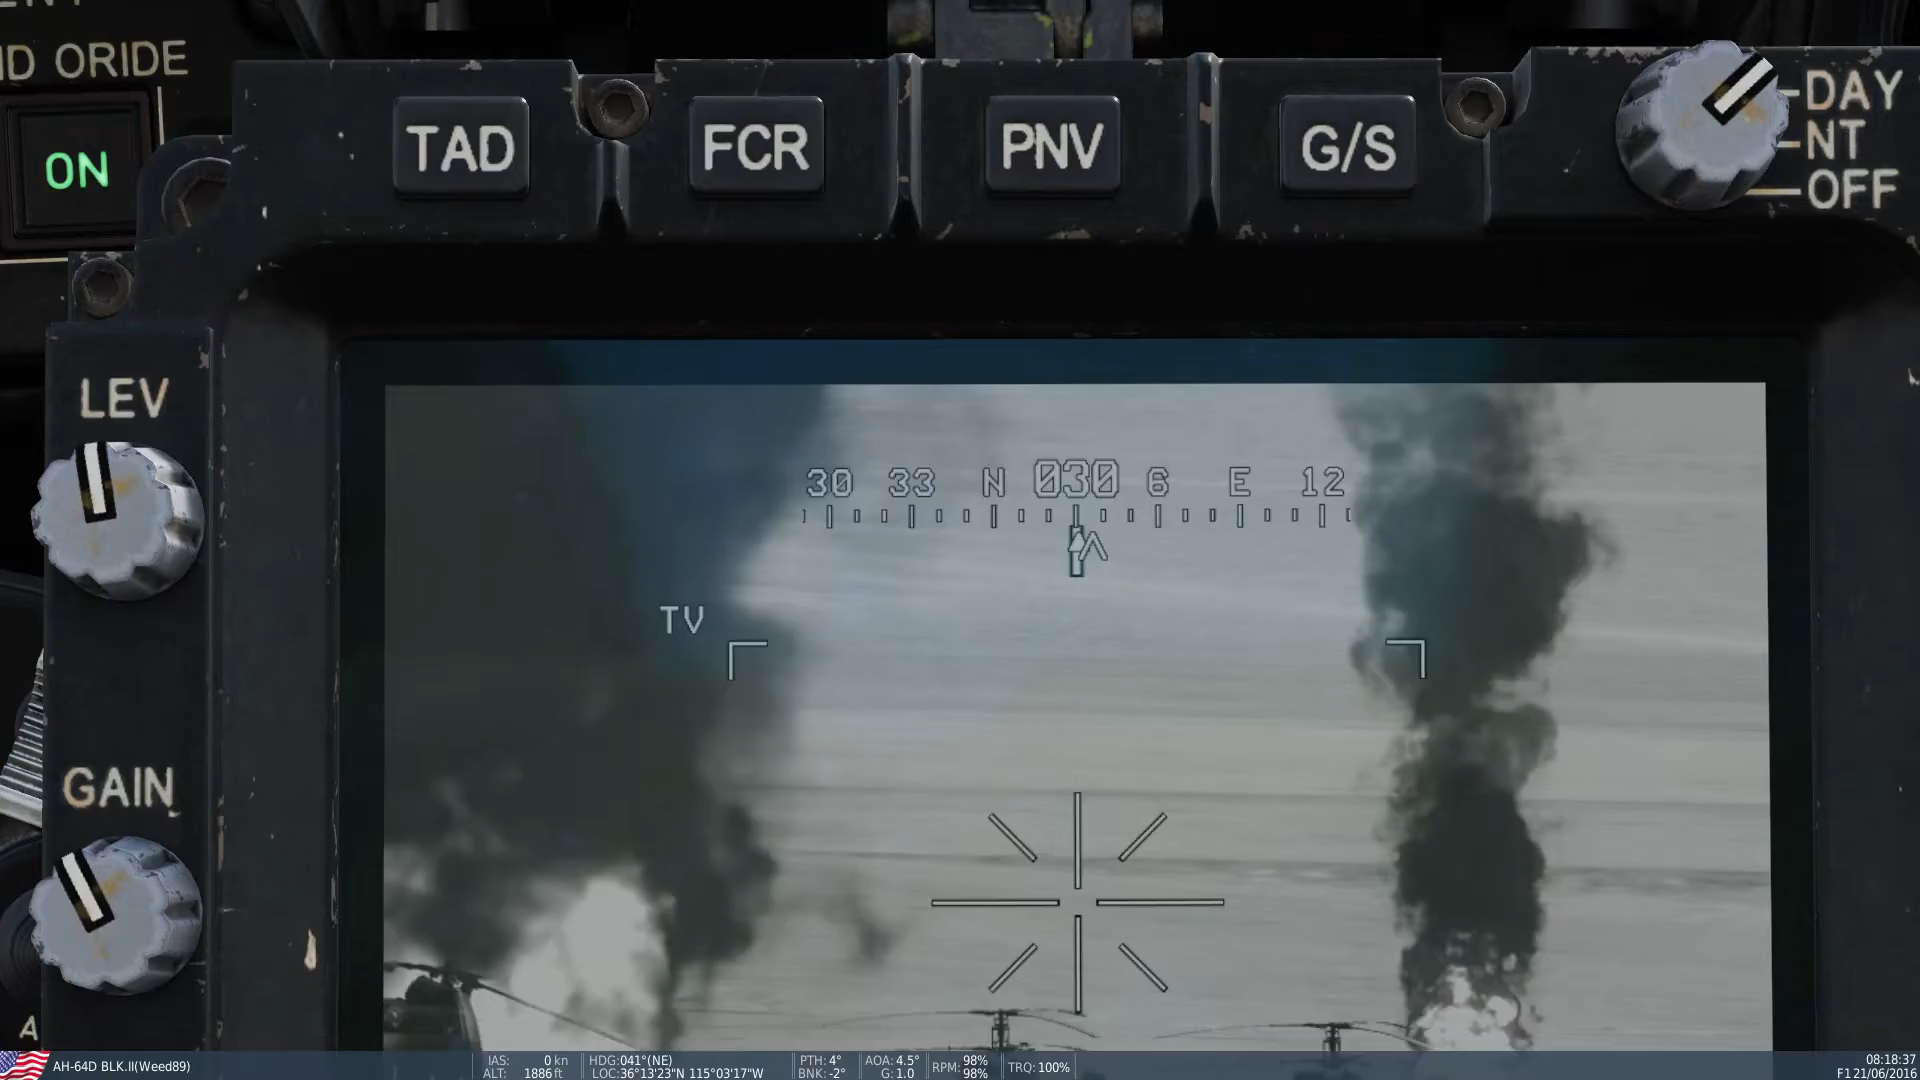 ND ORIDE
ON
TAD FCR PNV G/S
DAY
NT
OFF
LEV
GAIN
30 33 N 030 6 E 12
TV
A
AH-64D BLK.II(Weed89)
IAS: 0 kn HDG:041°(NE) PTH: 4° AOA: 4.5° RPM: 98% TRQ: 100% 08:18:37
ALT: 1886 ft LOC:36°13'23"N 115°03'17"W BNK:-2° G: 1.0 98% F1 21/06/2016